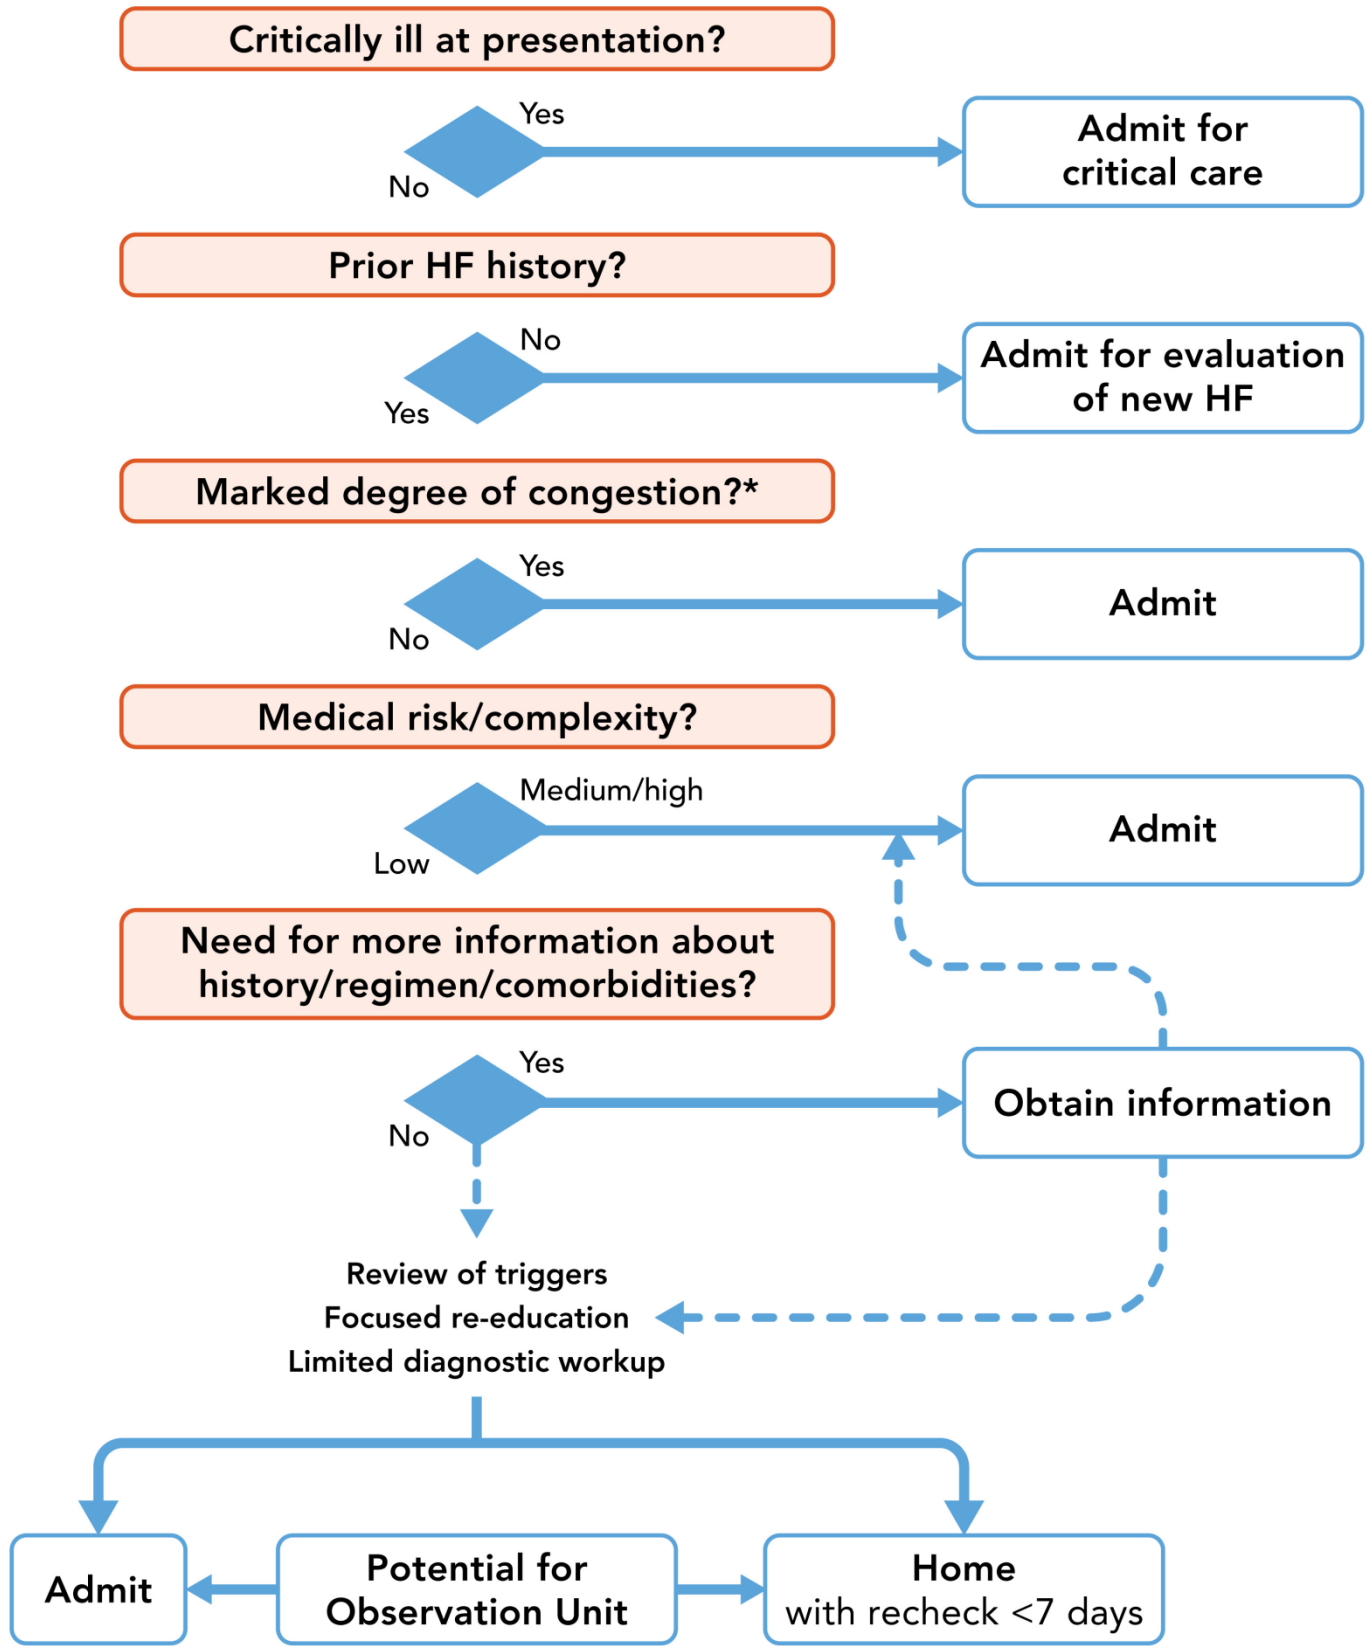 Critically ill at presentation?
Yes
No
Admit for
critical care
Prior HF history?
No
Yes
Admit for evaluation
of new HF
Marked degree of congestion?*
Yes
No
Admit
Medical risk/complexity?
Medium/high
Low
Admit
Need for more information about
history/regimen/comorbidities?
Yes
No
Obtain information
Review of triggers
Focused re-education
Limited diagnostic workup
Admit
Potential for
Observation Unit
Home
with recheck <7 days